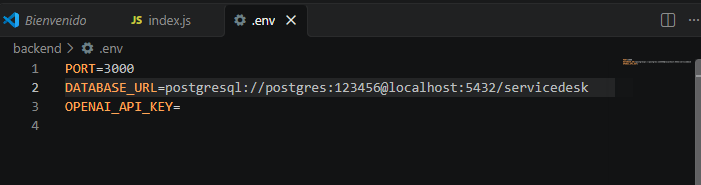 Bienvenido JS index.js .env
backend > .env
1 PORT=3000
2 DATABASE_URL=postgresql://postgres:123456@localhost:5432/servicedesk
3 OPENAI_API_KEY=
4